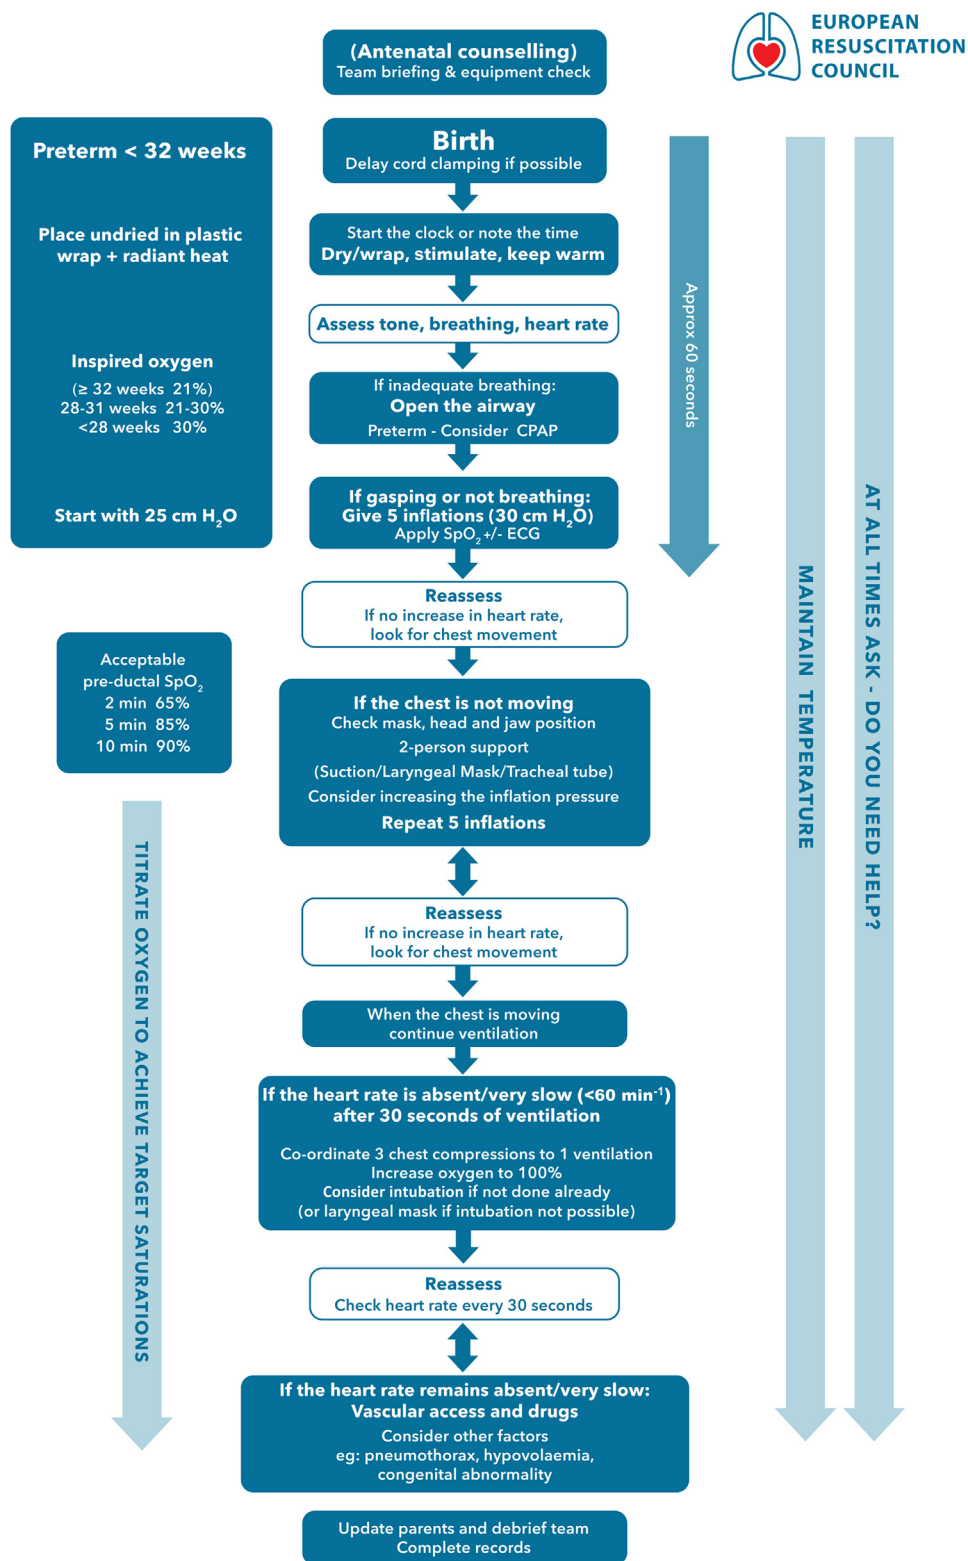 EUROPEAN
RESUSCITATION
COUNCIL
(Antenatal counselling)
Team briefing & equipment check
Preterm < 32 weeks
Place undried in plastic
wrap + radiant heat
Inspired oxygen
(≥ 32 weeks 21%)
28-31 weeks 21-30%
<28 weeks 30%
Start with 25 cm H₂O
Birth
Delay cord clamping if possible
Start the clock or note the time
Dry/wrap, stimulate, keep warm
Assess tone, breathing, heart rate
If inadequate breathing:
Open the airway
Preterm - Consider CPAP
If gasping or not breathing:
Give 5 inflations (30 cm H₂O)
Apply SpO₂ +/- ECG
Approx 60 seconds
Reassess
If no increase in heart rate,
look for chest movement
Acceptable
pre-ductal SpO₂
2 min 65%
5 min 85%
10 min 90%
If the chest is not moving
Check mask, head and jaw position
2-person support
(Suction/Laryngeal Mask/Tracheal tube)
Consider increasing the inflation pressure
Repeat 5 inflations
Reassess
If no increase in heart rate,
look for chest movement
When the chest is moving
continue ventilation
If the heart rate is absent/very slow (<60 min⁻¹)
after 30 seconds of ventilation
Co-ordinate 3 chest compressions to 1 ventilation
Increase oxygen to 100%
Consider intubation if not done already
(or laryngeal mask if intubation not possible)
Reassess
Check heart rate every 30 seconds
If the heart rate remains absent/very slow:
Vascular access and drugs
Consider other factors
eg: pneumothorax, hypovolaemia,
congenital abnormality
Update parents and debrief team
Complete records
TITRATE OXYGEN TO ACHIEVE TARGET SATURATIONS
MAINTAIN TEMPERATURE
AT ALL TIMES ASK - DO YOU NEED HELP?